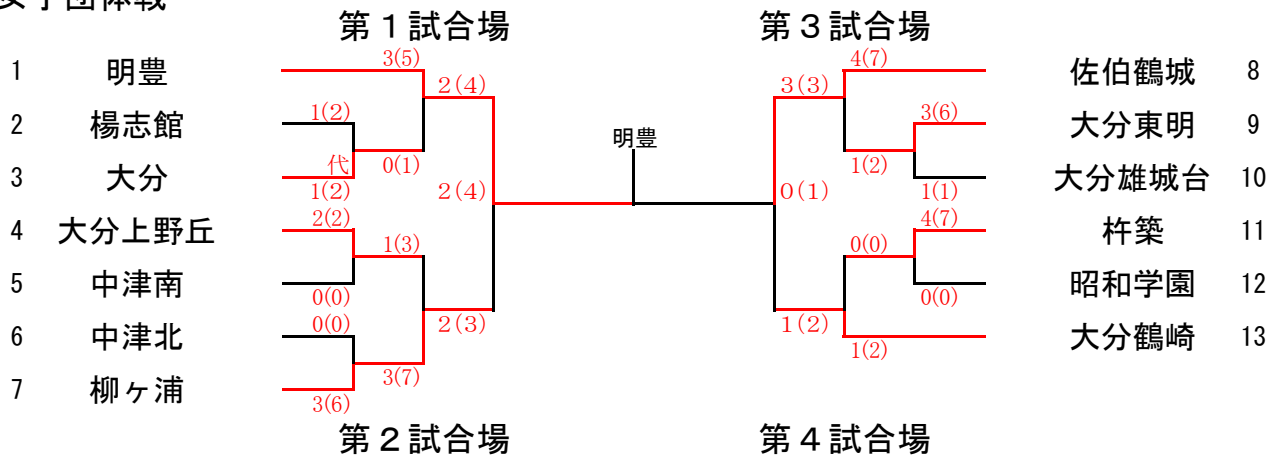 女子団体戦
第１試合場
第３試合場
3(5)
4(7)
1
明豊
佐伯鶴城
8
2(4)
3(3)
1(2)
3(6)
2
楊志館
大分東明
9
明豊
代
0(1)
1(2)
3
大分
大分雄城台
10
1(2)
2(4)
0(1)
1(1)
2(2)
4(7)
4
大分上野丘
杵築
11
1(3)
0(0)
5
中津南
昭和学園
12
0(0)
0(0)
0(0)
2(3)
1(2)
6
中津北
大分鶴崎
13
1(2)
3(7)
7
柳ヶ浦
3(6)
第２試合場
第４試合場